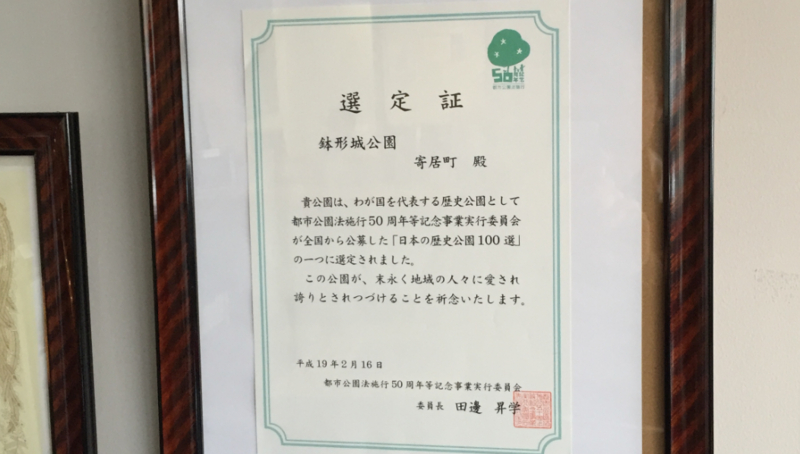 50
選定証
鉢形城公園
寄居町 殿
貴公園は、わが国を代表する歴史公園として
都市公園法施行50周年等記念事業実行委員会
が全国から公募した「日本の歴史公園100選」
の一つに選定されました。
この公園が、末永く地域の人々に愛され
誇りとされつづけることを祈念いたします。
平成19年2月16日
都市公園法施行50周年等記念事業実行委員会
委員長 田邊 昇学